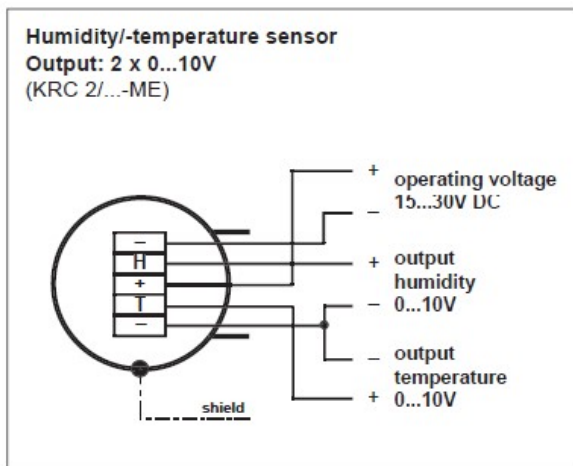 Humidity/-temperature sensor
Output: 2 x 0...10V
(KRC 2/...-ME)
+ operating voltage
– 15...30V DC
–
H
+
T
–
+ output
humidity
– 0...10V
– output
temperature
+ 0...10V
shield